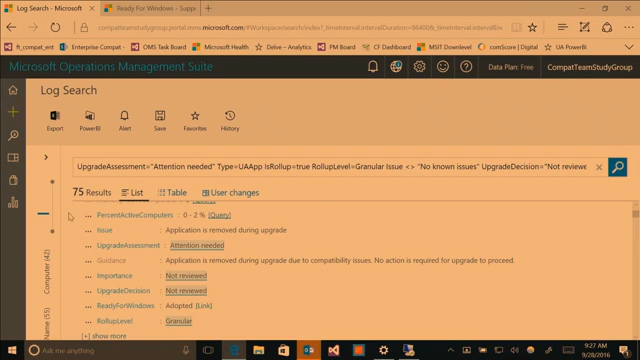 Log Search - Microsoft
Ready For Windows - Suppo
compatteamstudygroup.portal.mms.microsoft.com/#Workspace/search/index?_timeInterval.intervalDuration=86400&_timeInterval.intervalEnd
ft_compat_ent
Enterprise Compat
OMS Task Board
Microsoft Health
Delve - Analytics
PM Board
CF Dashboard
MSIT Downlevel
comScore | Digital
UA PowerBI
Microsoft Operations Management Suite
Data Plan: Free
CompatTeamStudyGroup
Log Search
Export
PowerBI
Alert
Save
Favorites
History
UpgradeAssessment="Attention needed" Type=UAApp IsRollup=true RollupLevel=Granular Issue <> "No known issues" UpgradeDecision="Not reviewe
75 Results
List
Table
User changes
... PercentActiveComputers : 0 - 2 % [Query]
... Issue : Application is removed during upgrade
... UpgradeAssessment : Attention needed
... Guidance : Application is removed during upgrade due to compatibility issues. No action is required for upgrade to proceed.
... Importance : Not reviewed
... UpgradeDecision : Not reviewed
... ReadyForWindows : Adopted [Link]
... RollupLevel : Granular
[+] show more
Computer (42)
Name (55)
Ask me anything
9:27 AM
9/28/2016